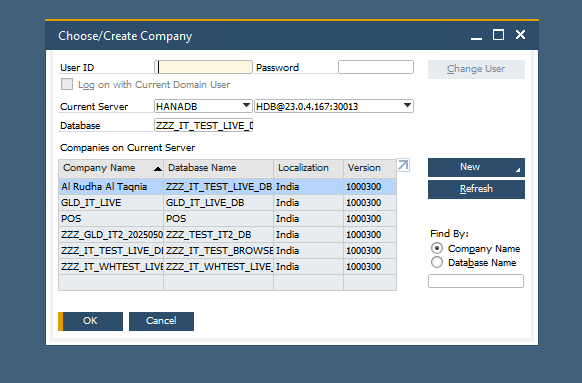 Choose/Create Company
User ID Password Change User
Log on with Current Domain User
Current Server HANADB HDB@23.0.4.167:30013
Database ZZZ_IT_TEST_LIVE_D
Companies on Current Server
Company Name Database Name Localization Version
Al Rudha Al Taqnia ZZZ_IT_TEST_LIVE_DB India 1000300
GLD_IT_LIVE GLD_IT_LIVE_DB India 1000300
POS POS India 1000300
ZZZ_GLD_IT2_2025050 ZZZ_TEST_IT2_DB India 1000300
ZZZ_IT_TEST_LIVE_DI ZZZ_IT_TEST_BROWSE India 1000300
ZZZ_IT_WHTEST_LIVE ZZZ_IT_WHTEST_LIVE_ India 1000300
New
Refresh
Find By:
Company Name
Database Name
OK Cancel